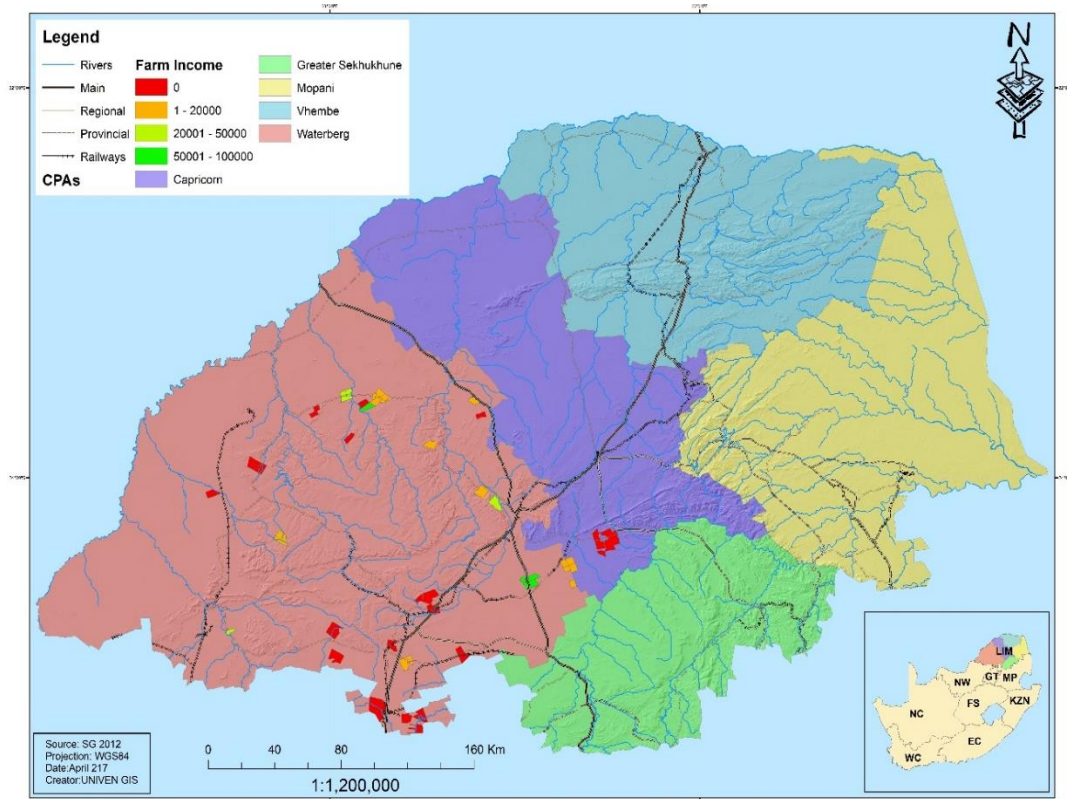 Legend
Rivers
Main
Regional
Provincial
Railways
CPAs
Farm Income
0
1 - 20000
20001 - 50000
50001 - 100000
Capricorn
Greater Sekhukhune
Mopani
Vhembe
Waterberg
N
LIM
NW
GT
MP
FS
KZN
NC
EC
WC
Source: SG 2012
Projection: WGS84
Date:April 217
Creator:UNIVEN GIS
0 40 80 160 Km
1:1,200,000